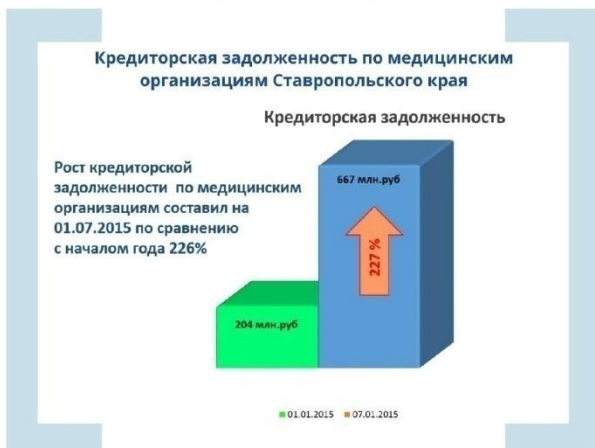 Кредиторская задолженность по медицинским
организациям Ставропольского края
Кредиторская задолженность
Рост кредиторской
задолженности по медицинским
организациям составил на
01.07.2015 по сравнению
с началом года 226%
667 млн.руб
227 %
204 млн.руб
01.01.2015 07.01.2015